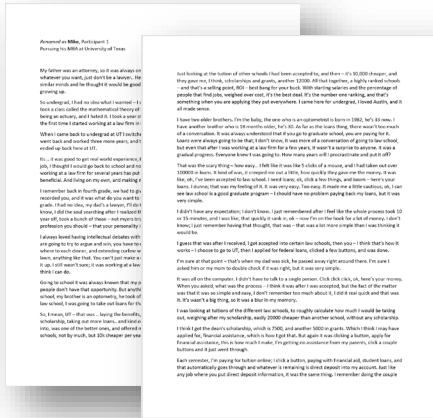 Renamed as Mike, Participant 1
Pursuing his MBA at University of Texas
My father was an attorney, so it was always on
whatever you want, just don't be a lawyer. He
similar minds and he thought it would be good
growing up.
So undergrad, I had no idea what I wanted – I
took a class called the mathematical theory of
being an actuary, and I hated it. I took a year o
the first time I started working at a law firm in
When I came back to undergrad at UT I switch
went back and worked three more years, and
ended up back here at UT.
Its... it was good to get real world experience, t
job, I thought I would go back to school and no
working at a law firm for several years has put
beneficial. And living on my own, and making
I remember back in fourth grade, we had to gi
recorded you, and it was what do you want to
grade. I had no idea, my dad's a lawyer, I'll do
know, I did the soul searching after I realized th
year off, took a bunch of those – not myers bri
profession you should – that your personality i
I always loved having intellectual debates with
are going to try to argue and win, you have to
where to each dinner, and extending online w
lawn, anything like that. You can't just make a
it up. I still wasn't sure; it was working at a law
think I can do.
Going to school it was always known that my p
people don't have that opportunity. But anythi
school, my brother is an optometry, he took of
law school, I was going to take out loans for th
So, I mean, UT – that was... laying the benefits,
scholarship, taking out more loans.. and kind o
into, was one of the better ones, and offered m
schools, not by much, but 10k cheaper per yea
Just looking at the tuition of other schools I had been accepted to, and then – it's 30,000 cheaper, and
they gave me, I think, scholarships and grants, another 12000. All that together, a highly ranked schools
– and that's a selling point, ROI – best bang for your buck. With starting salaries and the percentage of
people that find jobs, weighed over cost, it's the best deal. It's the number one ranking, and that's
something when you are applying they put everywhere. I came here for undergrad, I loved Austin, and it
all made sense.
I have two older brothers. I'm the baby, the one who is an optometrist is born in 1982, he's 33 now. I
have another brother who is 18 months older, he's 30. As far as the loans thing, there wasn't too much
of a conversation. It was always understood that if you go to graduate school, you are paying for it.
Loans were always going to be that, I don't know, it was more of a conversation of going to law school,
but even that after I was working at a law firm for a few years, it wasn't a surprise to anyone. It was a
gradual progress. Everyone knew I was going to. How many years will I procrastinate and put it off?
That was the scary thing – how easy.. I felt like it was like 5 clicks of a mouse, and I had taken out over
100000 in loans. It kind of was, it creeped me out a little, how quickly they gave me the money. It was
like, ok, I've been accepted to law school. I need loans; ok, click a few things, and boom – here's your
loans. I dunno; that was my feeling of it. It was very easy. Too easy. It made me a little cautious; ok, I can
see law school is a good graduate program – I should have no problem paying back my loans, but it was
very simple.
I didn't have any expectation; I don't know. I just remembered after I feel like the whole process took 10
or 15 minutes, and I was like, that quickly it sunk in, oh – now I'm on the hook for a lot of money. I don't
know; I just remember having that thought, that was – that was a lot more simple than I was thinking it
would be.
I guess that was after I received, I got accepted into certain law schools, then you – I think that's how it
works – I choose to go to UT, that I then applied for federal loans, clicked a few buttons, and was done.
I'm sure at that point – that's when my dad was sick, he passed away right around there. I'm sure I
asked him or my mom to double check if it was right, but it was very simple.
It was all on the computer. I didn't have to talk to a single person. Click click click, ok, here's your money.
When you asked, what was the process – I think it was after I was accepted, but the fact of the matter
was that it was so simple and easy, I don't remember too much about it, I did it real quick and that was
it. It's wasn't a big thing, so it was a blur in my memory.
I was looking at tuitions of the different law schools, to roughly calculate how much I would be taking
out, weighing after my scholarship, easily 20000 cheaper than another school, without any scholarship.
I think I got the dean's scholarship, which is 7500, and another 5000 in grants. Which I think I may have
applied for, financial assistance, which is how I got that. But again it was clicking a button, apply for
financial assistance, this is how much I make, I'm getting no assistance from my parents, click a couple
buttons and it just went through.
Each semester, I'm paying for tuition online; I click a button, paying with Financial aid, student loans, and
that automatically goes through and whatever is remaining is direct deposit into my account. Just like
any job where you put direct deposit information, it was the same thing. I remember doing the couple